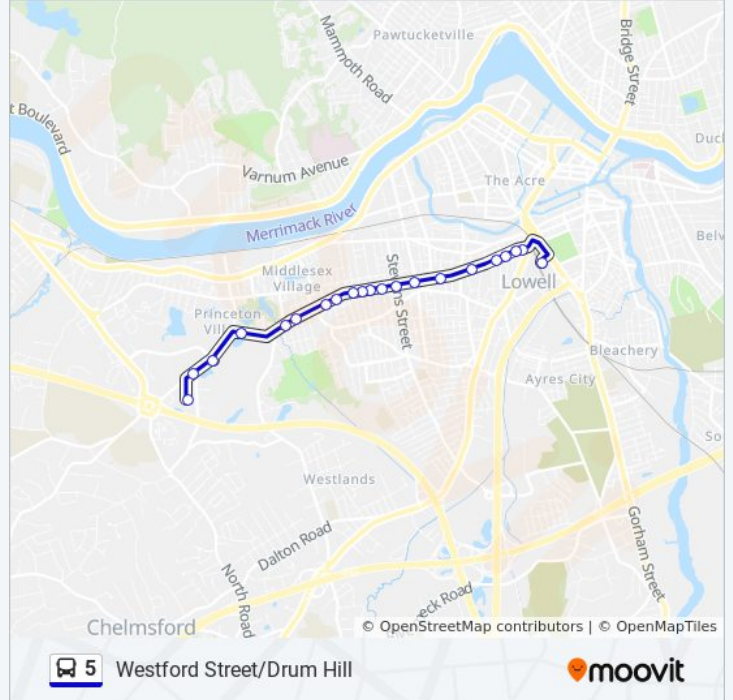 Pawtucketville
Mammoth Road
Bridge Street
t Boulevard
Duc
Varnum Avenue
The Acre
Merrimack River
Belv
Middlesex
Village
Stevens Street
Lowell
Princeton
Bleachery
Ayres City
So
Westlands
Gorham Street
Dalton Road
North Road
eck Road
Chelmsford
© OpenStreetMap contributors | © OpenMapTiles
5 Westford Street/Drum Hill
moovit